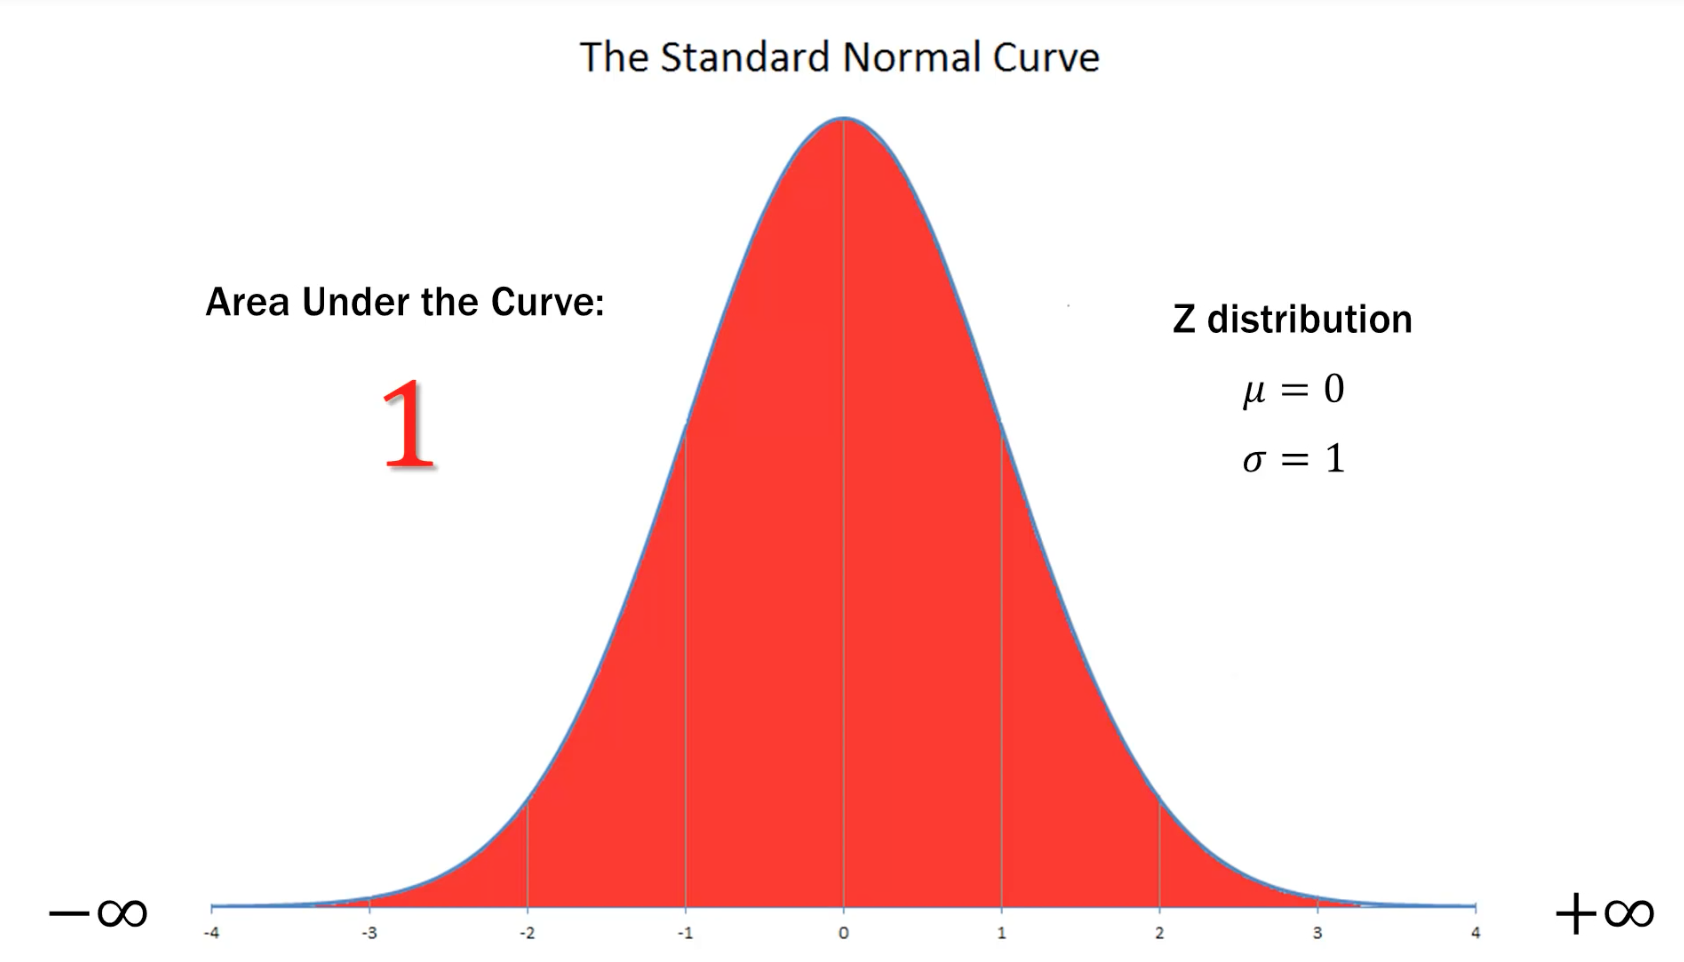 The Standard Normal Curve
Area Under the Curve:
1
Z distribution
μ = 0
σ = 1
−∞
-4 -3 -2 -1 0 1 2 3 4
+∞